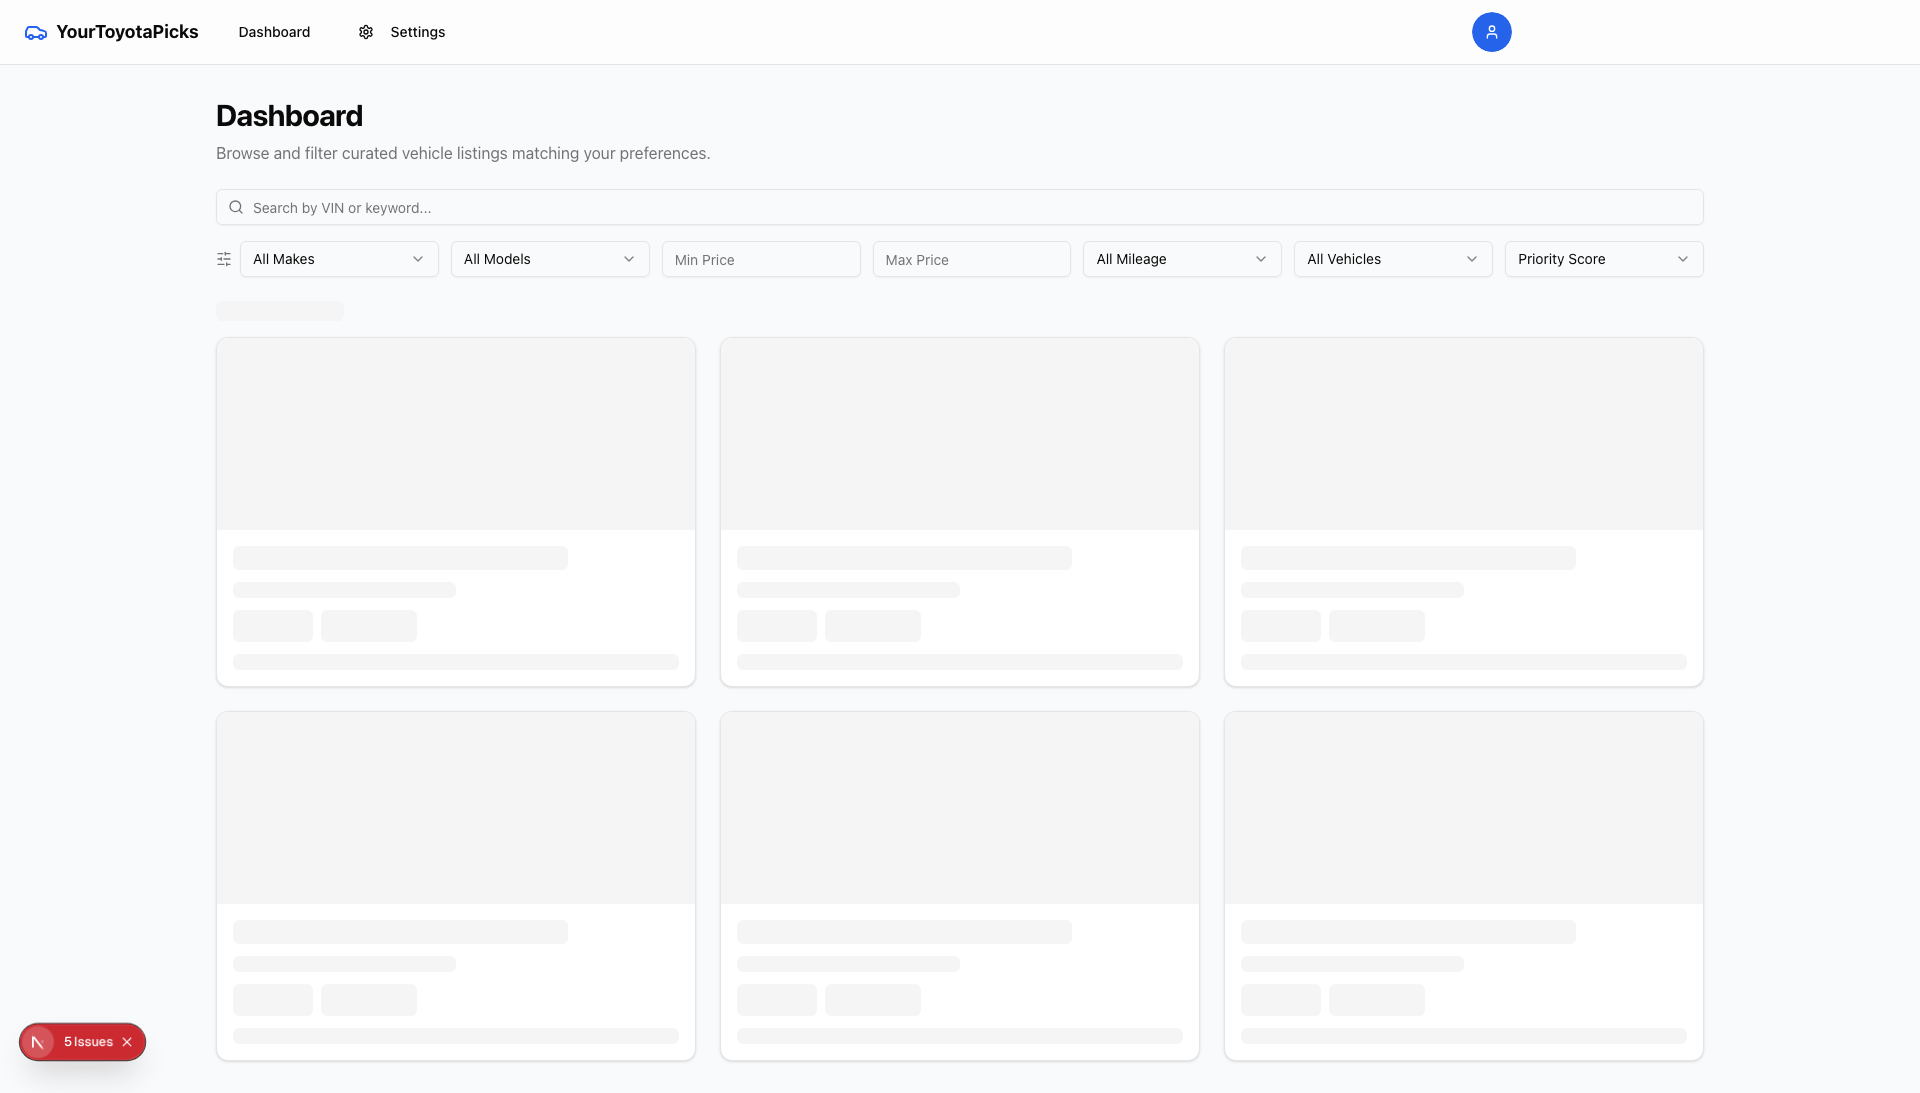 YourToyotaPicks
Dashboard
Settings
Dashboard
Browse and filter curated vehicle listings matching your preferences.
Search by VIN or keyword...
All Makes
All Models
Min Price
Max Price
All Mileage
All Vehicles
Priority Score
5 Issues